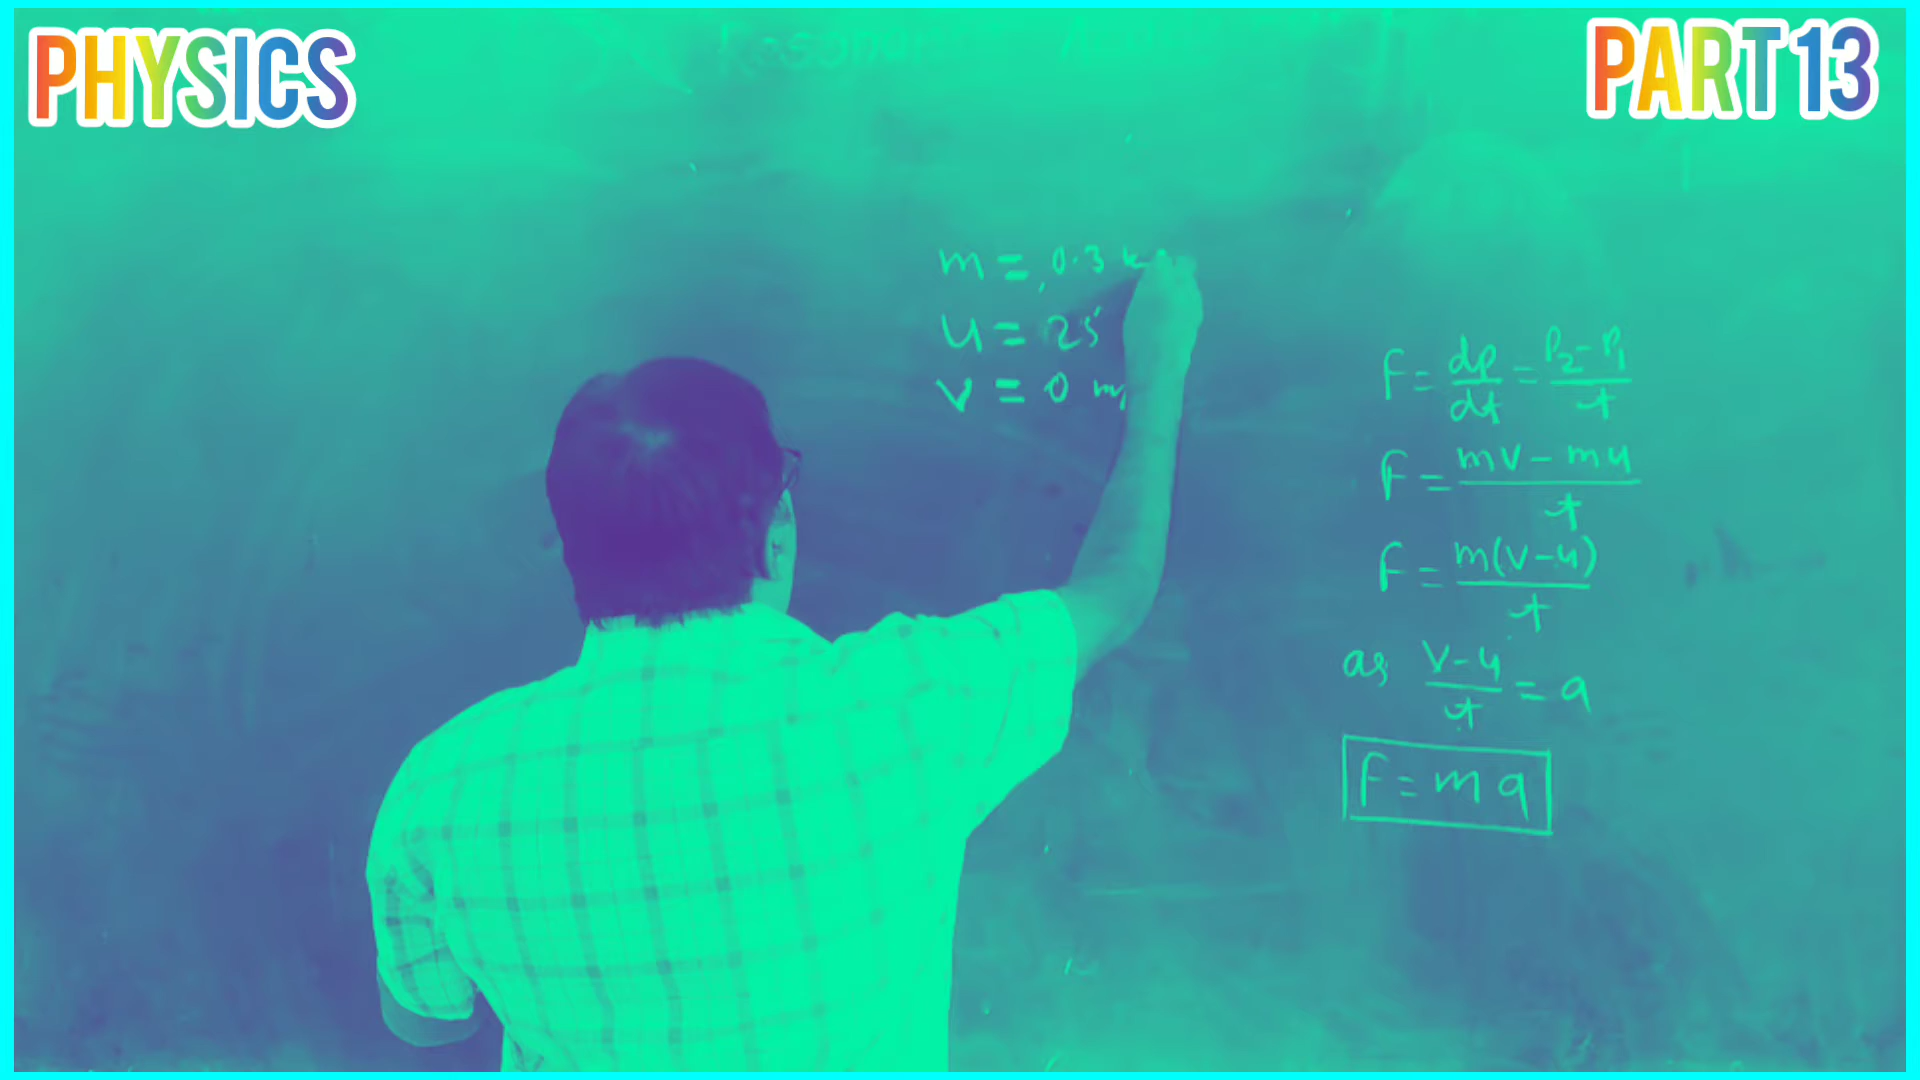 PHYSICS
PART 13
m = 0.3 k
u = 25
v = 0 m/
F = dp/dt = P₂ - P₁/t
F = mv - mu/t
F = m(v-u)/t
as v-u/t = a
F = ma